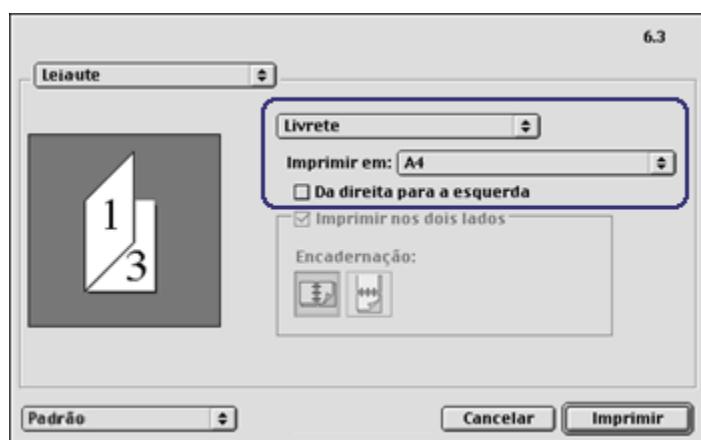 6.3
Leiaute
Livrete
Imprimir em: A4
Da direita para a esquerda
Imprimir nos dois lados
Encadernação:
1
3
Padrão
Cancelar
Imprimir